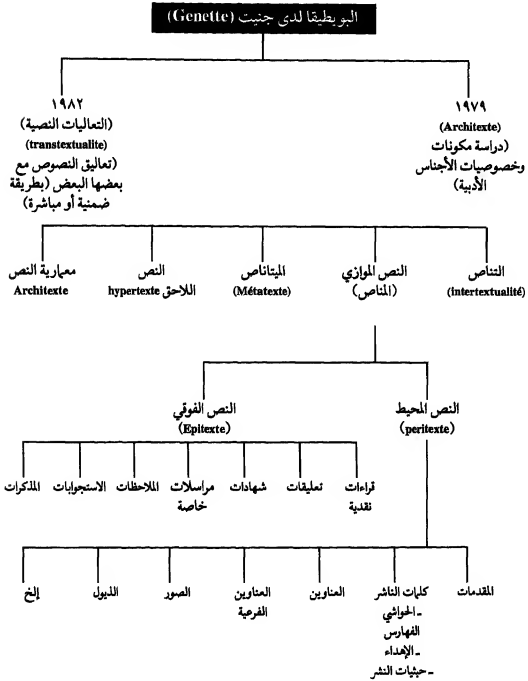 البويطيقا لدى جنيت (Genette)
١٩٧٩
(Architexte)
(دراسة مكونات
وخصوصيات الأجناس
الأدبية)
١٩٨٢
(التعاليات النصية)
(transtextualite)
(تعاليق النصوص مع
بعضها البعض (بطريقة
ضمنية أو مباشرة)
التناص
(intertextualité)
النص الموازي
(المناص)
الميتاناص
(Métatexte)
النص
اللاحق hypertexte
معمارية النص
Architexte
النص المحيط
(peritexte)
النص الفوقي
(Epitexte)
قراءات
نقدية
تعليقات
شهادات
مراسلات
خاصة
الملاحظات
الاستجوابات
المذكرات
المقدمات
كلمات الناشر
ـ الحواشي
الفهارس
ـ الإهداء
ـ حيثيات النشر
العناوين
العناوين
الفرعية
الصور
الذيول
إلخ